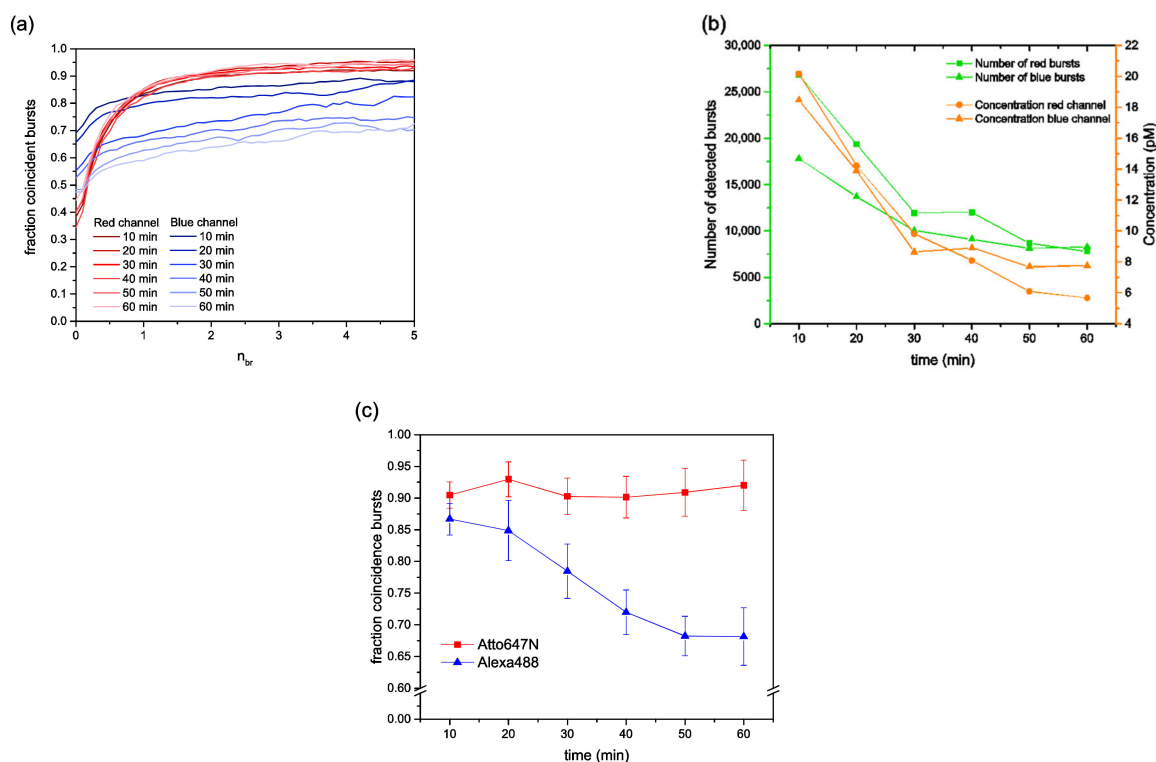 (a)
1.0
0.9
0.8
0.7
0.6
0.5
0.4
0.3
0.2
0.1
0.0
fraction coincident bursts
Red channel Blue channel
10 min 10 min
20 min 20 min
30 min 30 min
40 min 40 min
50 min 50 min
60 min 60 min
0 1 2 3 4 5
n_br
(b)
30,000
25,000
20,000
15,000
10,000
5000
0
Number of detected bursts
Number of red bursts
Number of blue bursts
Concentration red channel
Concentration blue channel
22
20
18
16
14
12
10
8
6
4
Concentration (pM)
10 20 30 40 50 60
time (min)
(c)
1.00
0.95
0.90
0.85
0.80
0.75
0.70
0.65
0.60
0.00
fraction coincidence bursts
Atto647N
Alexa488
10 20 30 40 50 60
time (min)